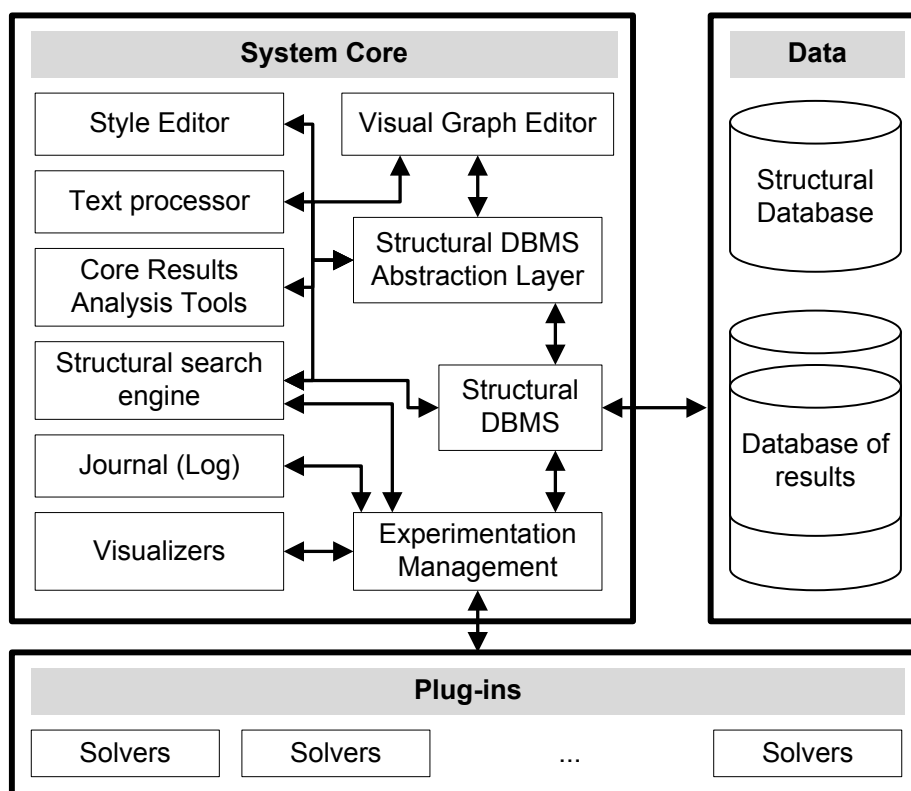 System Core
Style Editor
Visual Graph Editor
Text processor
Structural DBMS
Abstraction Layer
Core Results
Analysis Tools
Structural search
engine
Structural
DBMS
Journal (Log)
Visualizers
Experimentation
Management
Data
Structural
Database
Database of
results
Plug-ins
Solvers
Solvers
...
Solvers